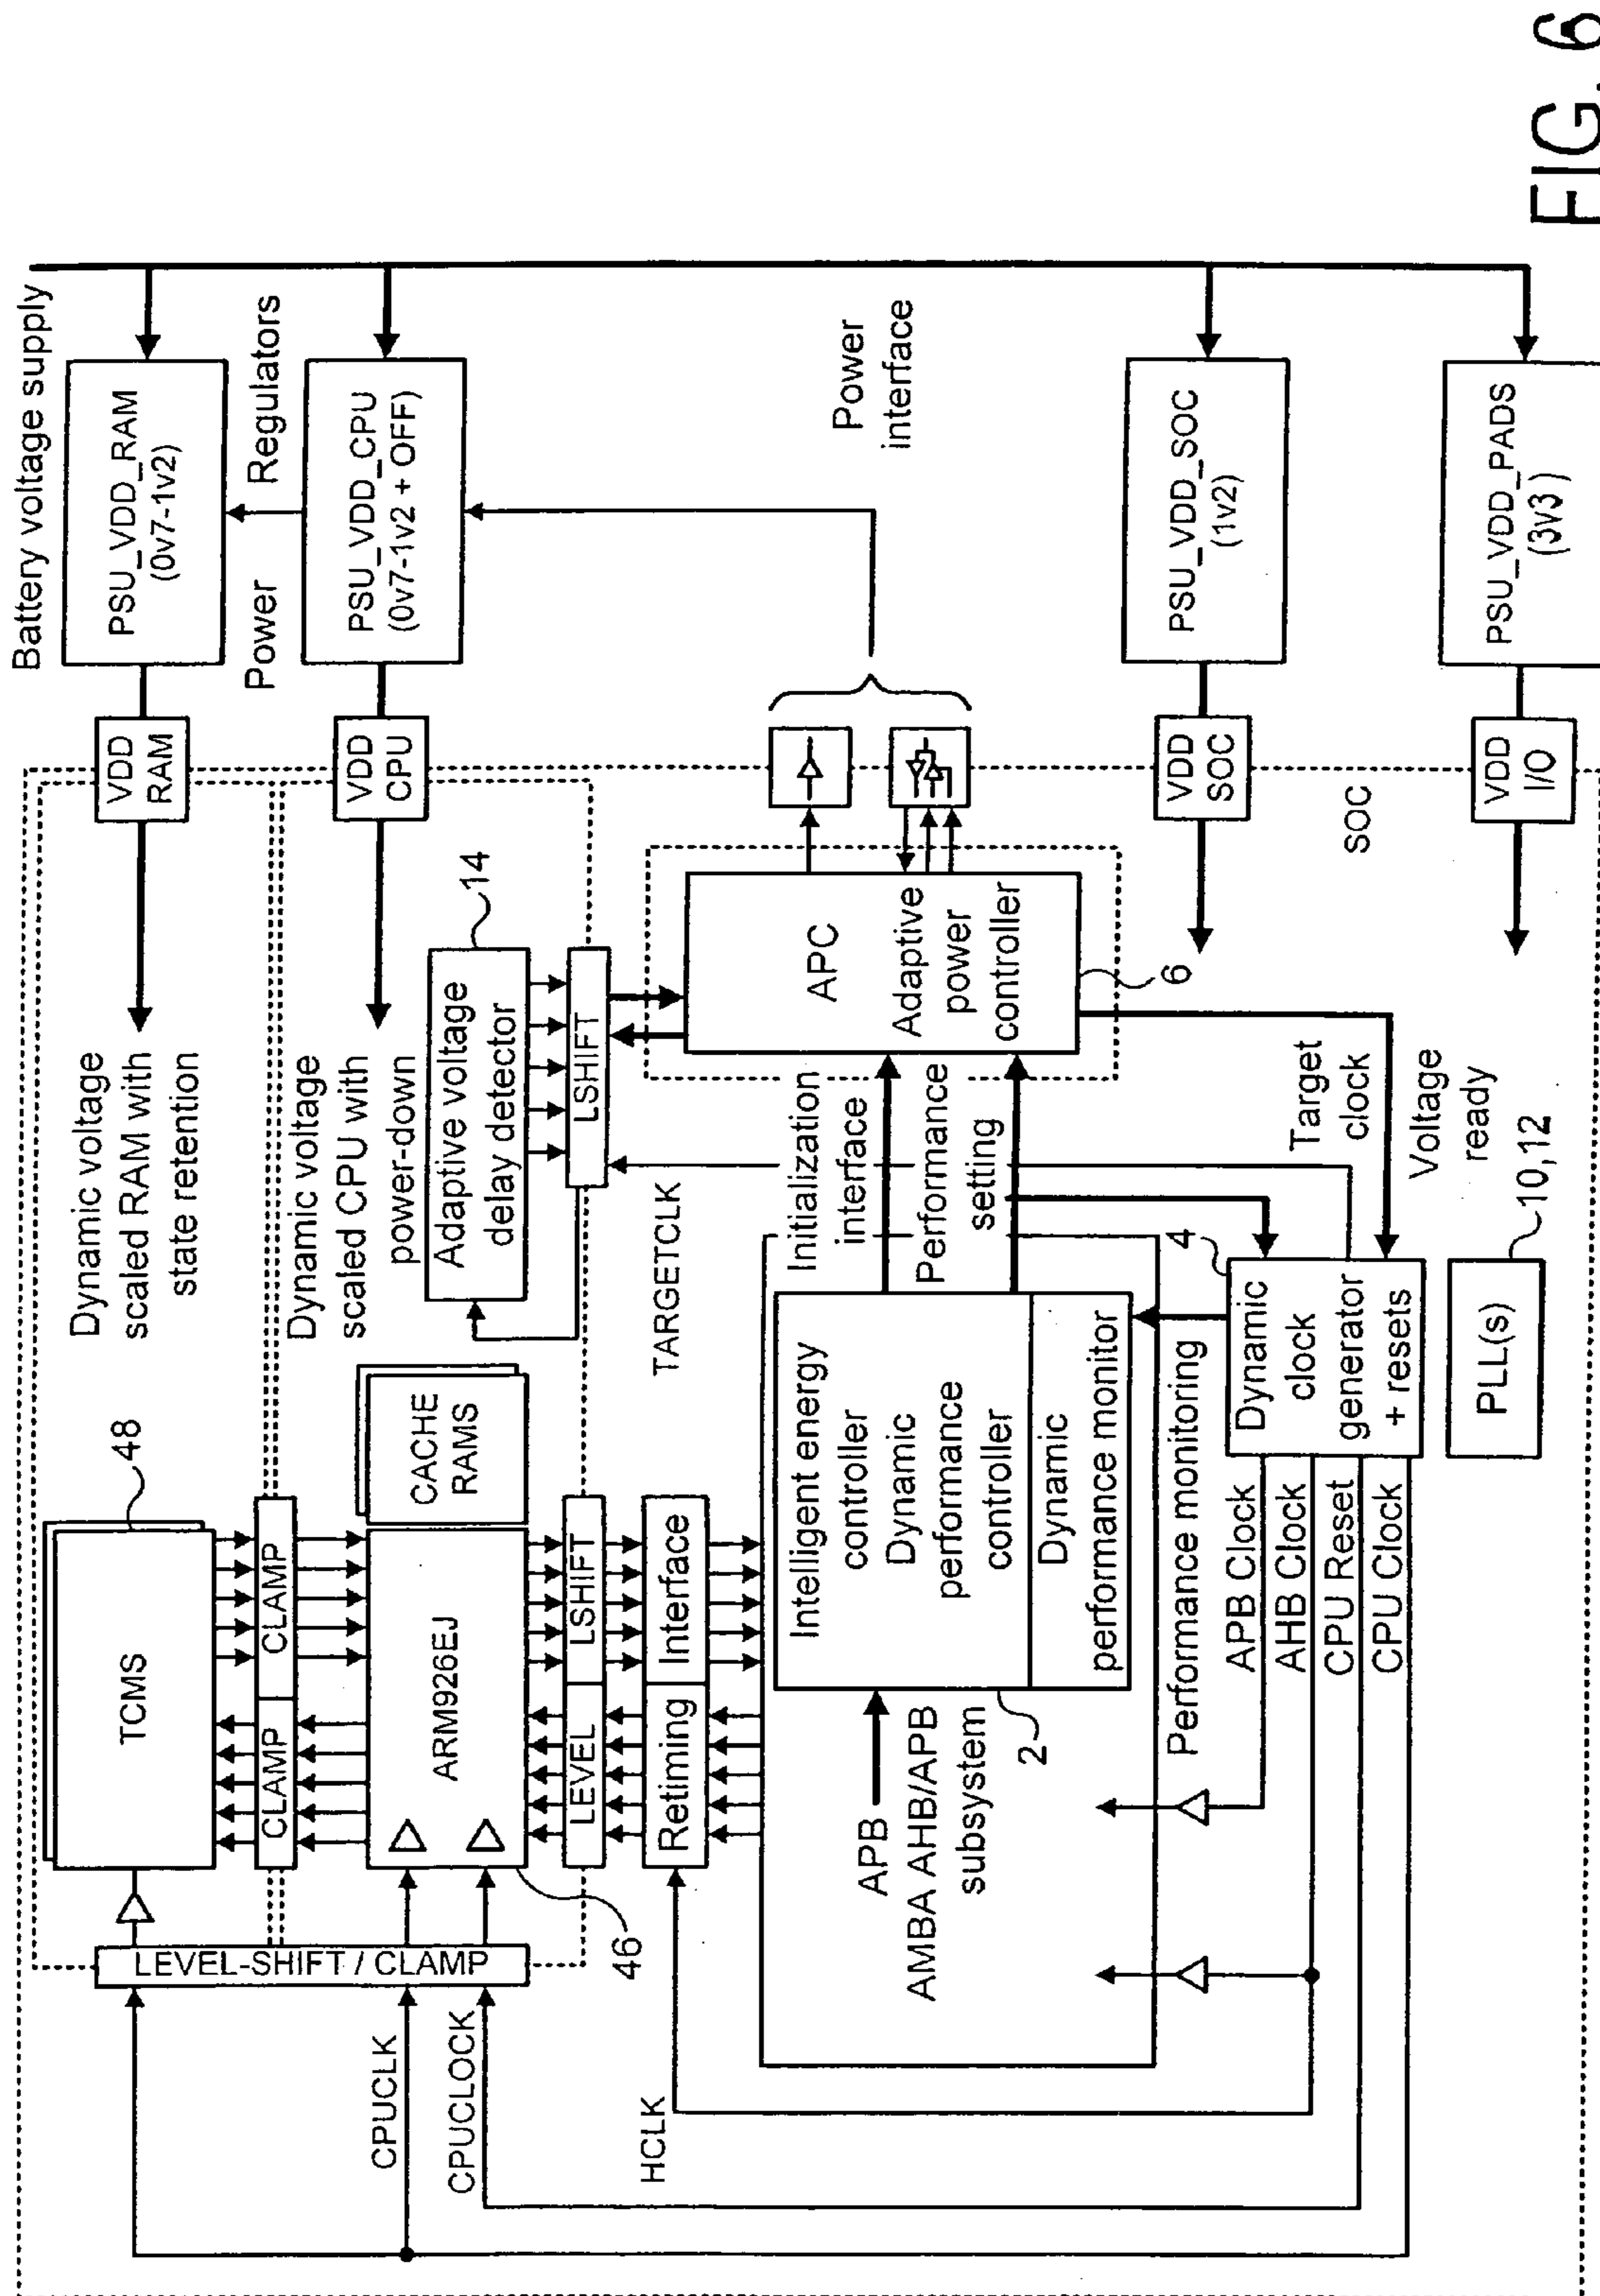 Battery voltage supply
PSU_VDD_RAM
(0v7-1v2)
Power
Regulators
PSU_VDD_CPU
(0v7-1v2 + OFF)
Power
interface
PSU_VDD_SOC
(1v2)
PSU_VDD_PADS
(3v3)
VDD
RAM
VDD
CPU
VDD
SOC
VDD
I/O
SOC
Dynamic voltage
scaled RAM with
state retention
Dynamic voltage
scaled CPU with
power-down
14
Adaptive voltage
delay detector
LSHIFT
APC
Adaptive
power
controller
6
TARGETCLK
Initialization
interface
Performance
setting
Target
clock
Voltage
ready
48
TCMS
CLAMP
CLAMP
ARM926EJ
CACHE
RAMS
46
LEVEL
LSHIFT
Retiming
Interface
LEVEL-SHIFT / CLAMP
CPUCLK
CPUCLOCK
HCLK
Intelligent energy
controller
Dynamic
performance
controller
Dynamic
performance monitor
APB
AMBA AHB/APB
subsystem
2
Performance monitoring
4
Dynamic
clock
generator
+ resets
APB Clock
AHB Clock
CPU Reset
CPU Clock
PLL(s)
10,12
FIG. 6